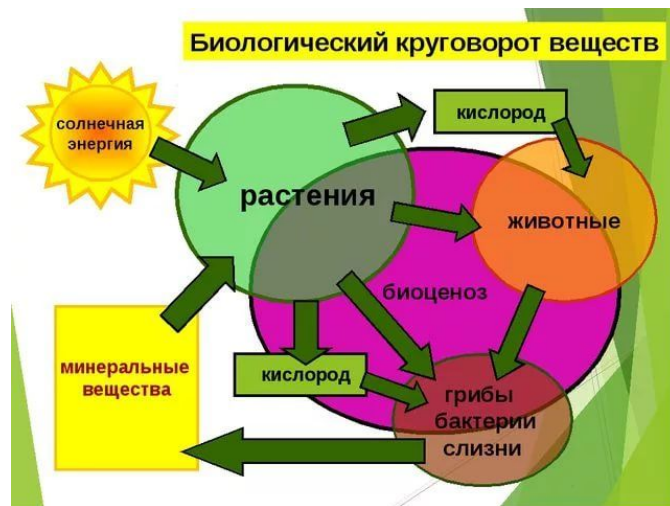 Биологический круговорот веществ
солнечная
энергия
кислород
растения
животные
биоценоз
минеральные
вещества
кислород
грибы
бактерии
слизни